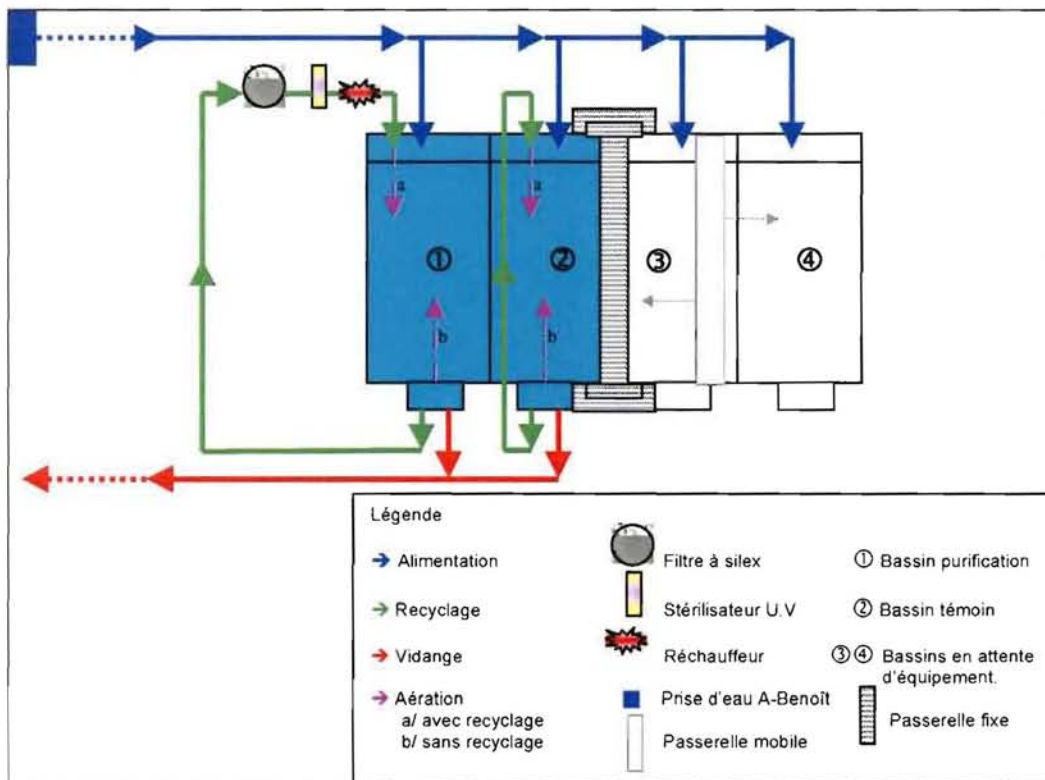 a
a
①
②
③
④
b
b
Légende
Alimentation
Recyclage
Vidange
Aération
a/ avec recyclage
b/ sans recyclage
Filtre à silex
Stérilisateur U.V
Réchauffeur
Prise d'eau A-Benoît
Passerelle mobile
① Bassin purification
② Bassin témoin
③④ Bassins en attente
d'équipement.
Passerelle fixe